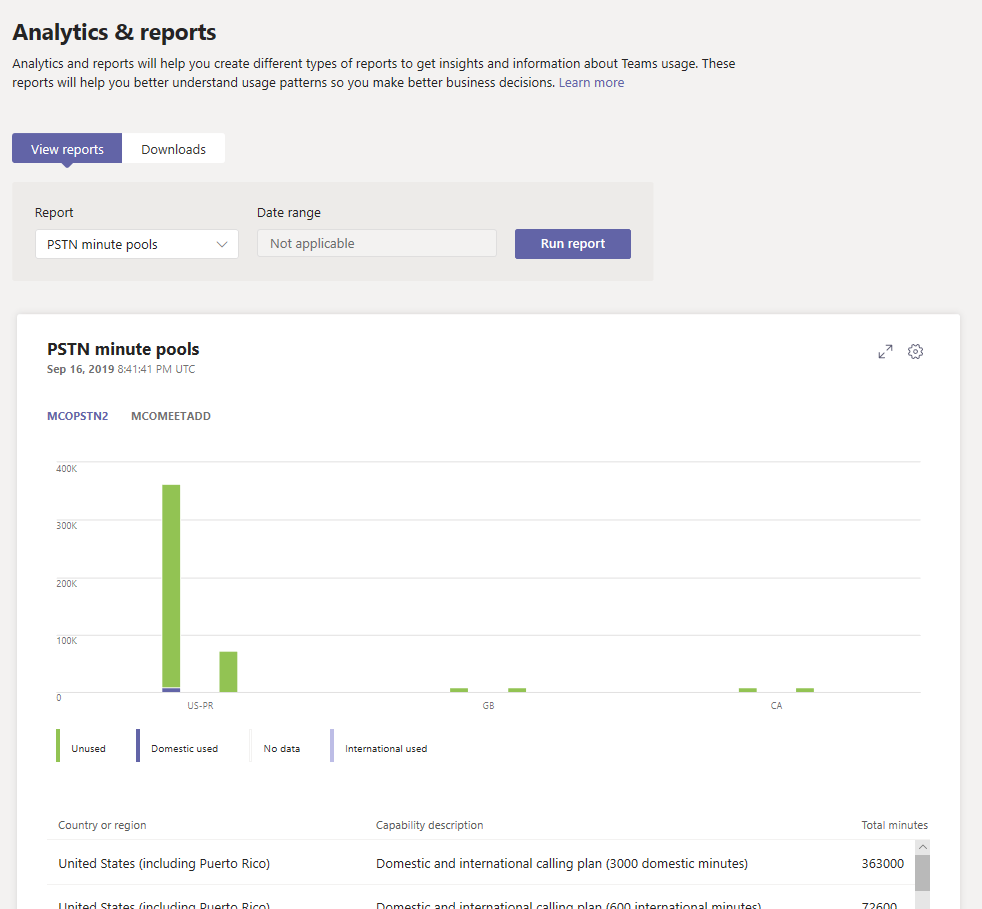 Analytics & reports
Analytics and reports will help you create different types of reports to get insights and information about Teams usage. These
reports will help you better understand usage patterns so you make better business decisions. Learn more
View reports
Downloads
Report
Date range
PSTN minute pools
Not applicable
Run report
PSTN minute pools
Sep 16, 2019 8:41:41 PM UTC
MCOPSTN2
MCOMEETADD
400K
300K
200K
100K
0
US-PR
GB
CA
Unused
Domestic used
No data
International used
Country or region
Capability description
Total minutes
United States (including Puerto Rico)
Domestic and international calling plan (3000 domestic minutes)
363000
United States (including Puerto Rico)
Domestic and international calling plan (600 international minutes)
72600